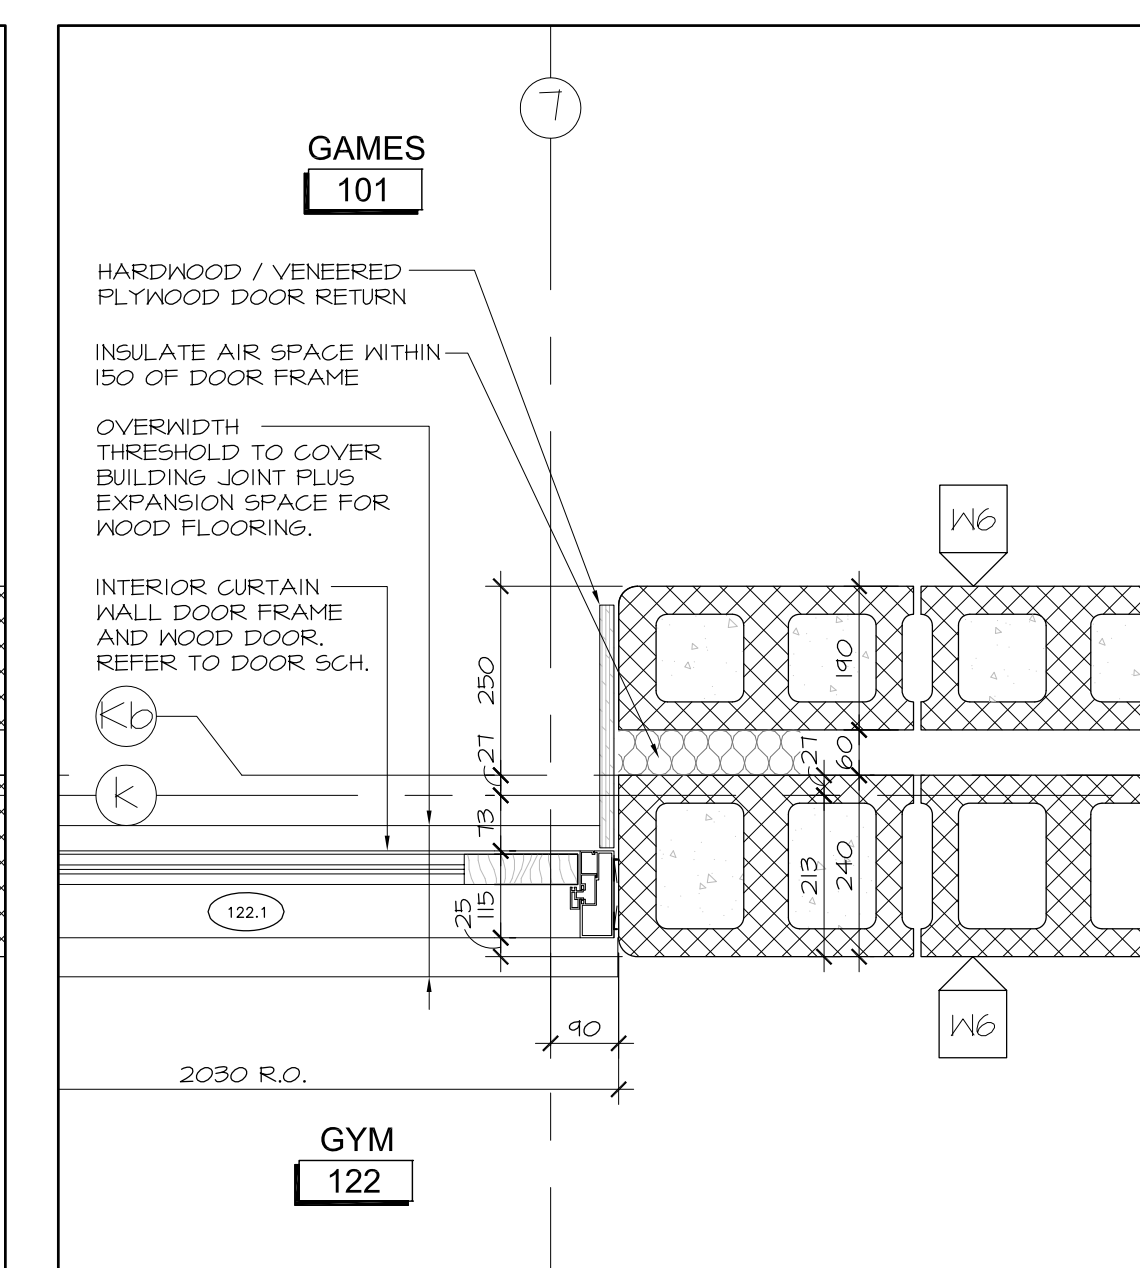 7
GAMES
101
HARDWOOD / VENEERED
PLYWOOD DOOR RETURN
INSULATE AIR SPACE WITHIN
150 OF DOOR FRAME
OVERWIDTH
THRESHOLD TO COVER
BUILDING JOINT PLUS
EXPANSION SPACE FOR
WOOD FLOORING.
INTERIOR CURTAIN
WALL DOOR FRAME
AND WOOD DOOR.
REFER TO DOOR SCH.
Kb
K
W6
250
27
73
115
25
190
60
27
213
240
122.1
W6
90
2030 R.O.
GYM
122